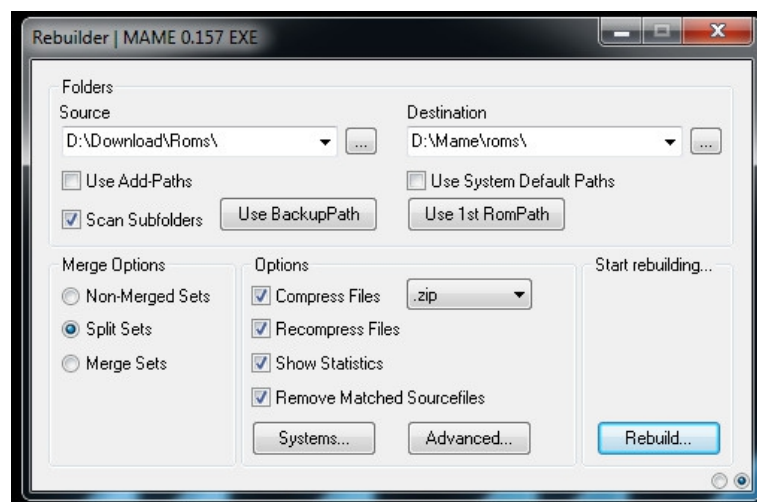 Rebuilder | MAME 0.157 EXE
Folders
Source
Destination
D:\Download\Roms\
...
D:\Mame\roms\
...
Use Add-Paths
Use System Default Paths
Scan Subfolders
Use BackupPath
Use 1st RomPath
Merge Options
Options
Start rebuilding...
Non-Merged Sets
Compress Files
.zip
Split Sets
Recompress Files
Merge Sets
Show Statistics
Remove Matched Sourcefiles
Systems...
Advanced...
Rebuild...